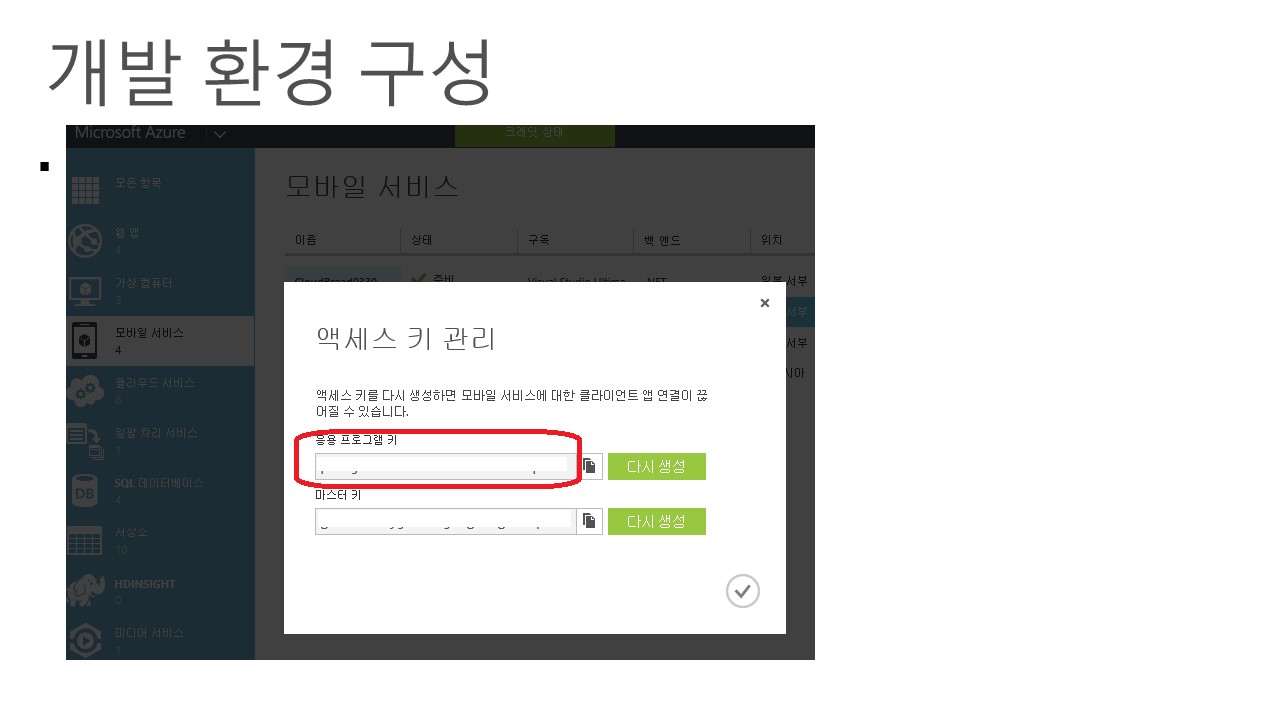 개발 환경 구성
Microsoft Azure
크레딧 상태
모든 항목
웹 앱
4
가상 컴퓨터
3
모바일 서비스
4
클라우드 서비스
6
일괄 처리 서비스
1
SQL 데이터베이스
4
저장소
10
HDINSIGHT
0
미디어 서비스
1
모바일 서비스
이름 상태 구독 백 엔드 위치
준비 Visual Studio Ultima .NET 일본 서부
서부
서부
시아
액세스 키 관리
액세스 키를 다시 생성하면 모바일 서비스에 대한 클라이언트 앱 연결이 끊
어질 수 있습니다.
응용 프로그램 키
다시 생성
마스터 키
다시 생성